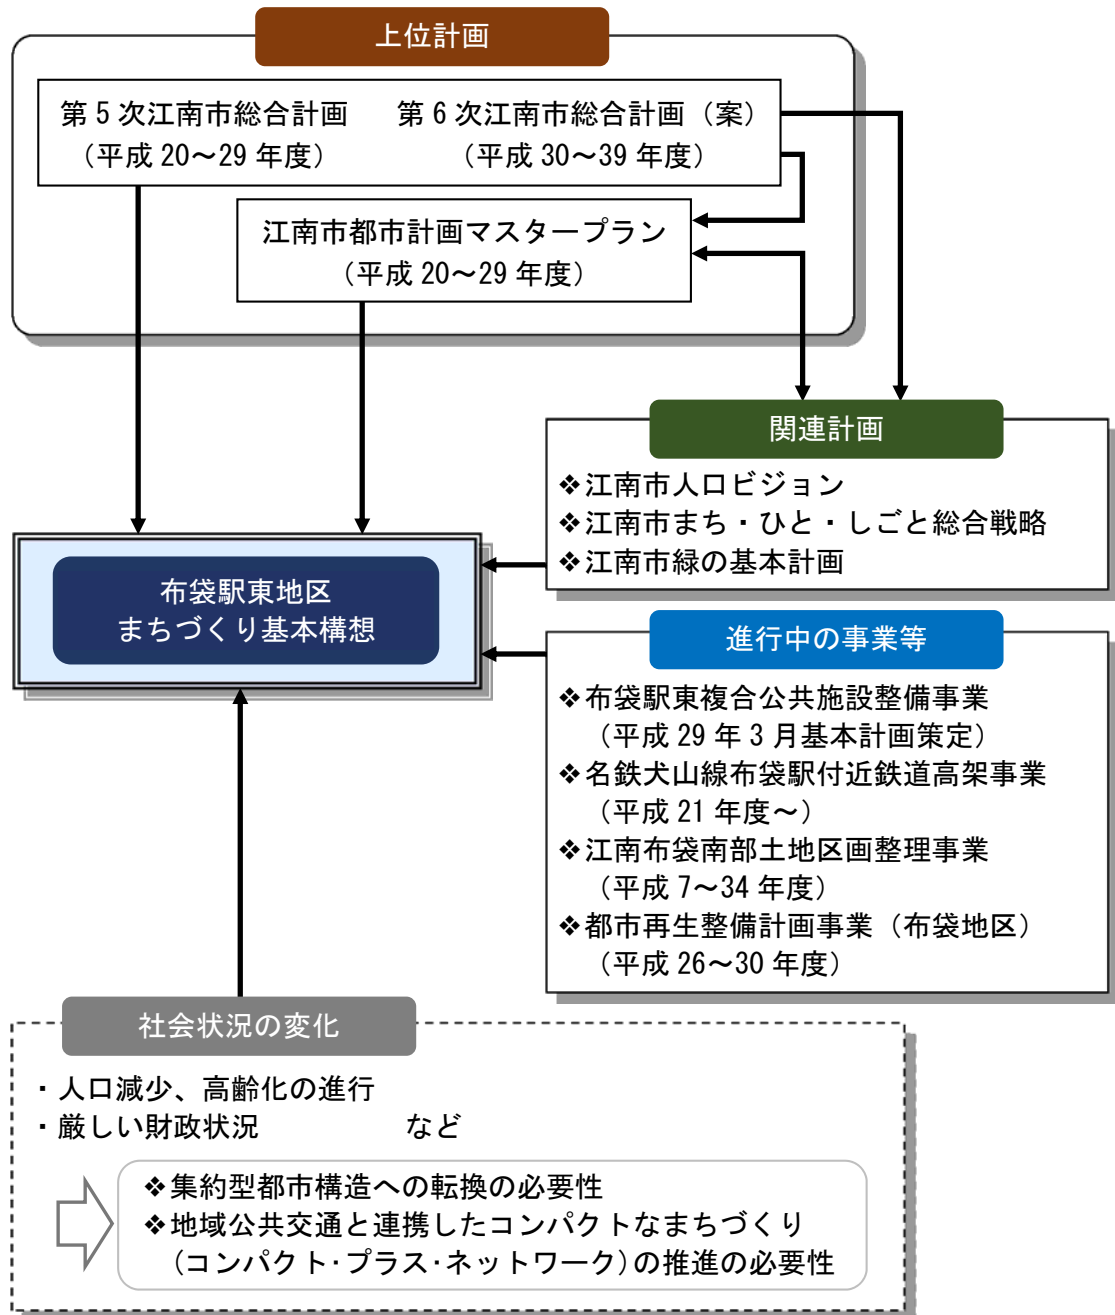 上位計画
第5次江南市総合計画　第6次江南市総合計画（案）
（平成20～29年度）　（平成30～39年度）
江南市都市計画マスタープラン
（平成20～29年度）
関連計画
❖江南市人口ビジョン
❖江南市まち・ひと・しごと総合戦略
❖江南市緑の基本計画
布袋駅東地区
まちづくり基本構想
進行中の事業等
❖布袋駅東複合公共施設整備事業
（平成29年3月基本計画策定）
❖名鉄犬山線布袋駅付近鉄道高架事業
（平成21年度～）
❖江南布袋南部土地区画整理事業
（平成7～34年度）
❖都市再生整備計画事業（布袋地区）
（平成26～30年度）
社会状況の変化
・人口減少、高齢化の進行
・厳しい財政状況　　　　など
❖集約型都市構造への転換の必要性
❖地域公共交通と連携したコンパクトなまちづくり
（コンパクト・プラス・ネットワーク）の推進の必要性